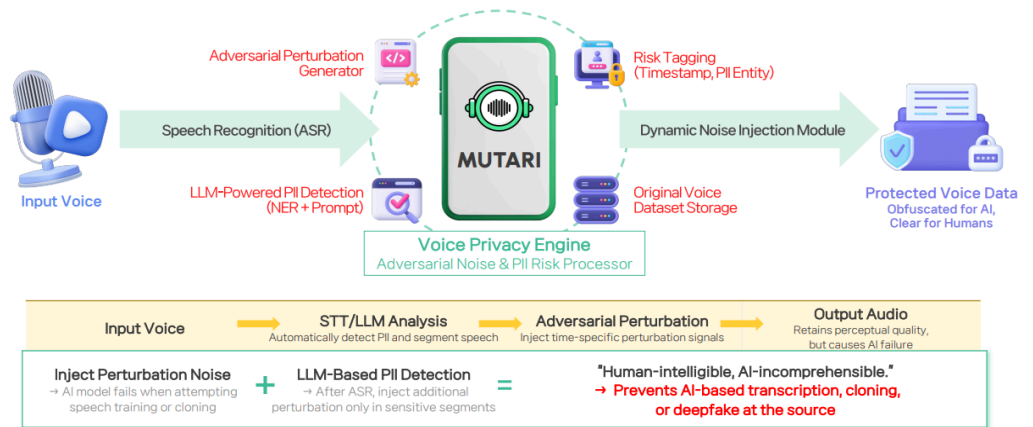 Adversarial Perturbation
Generator
Risk Tagging
(Timestamp, PII Entity)
</>
Speech Recognition (ASR)
MUTARI
Dynamic Noise Injection Module
Input Voice
LLM-Powered PII Detection
(NER + Prompt)
Original Voice
Dataset Storage
Protected Voice Data
Obfuscated for AI,
Clear for Humans
Voice Privacy Engine
Adversarial Noise & PII Risk Processor
Input Voice
STT/LLM Analysis
Automatically detect PII and segment speech
Adversarial Perturbation
Inject time-specific perturbation signals
Output Audio
Retains perceptual quality,
but causes AI failure
Inject Perturbation Noise
→ AI model fails when attempting
speech training or cloning
+
LLM-Based PII Detection
→ After ASR, inject additional
perturbation only in sensitive segments
=
"Human-intelligible, AI-incomprehensible."
→ Prevents AI-based transcription, cloning,
or deepfake at the source